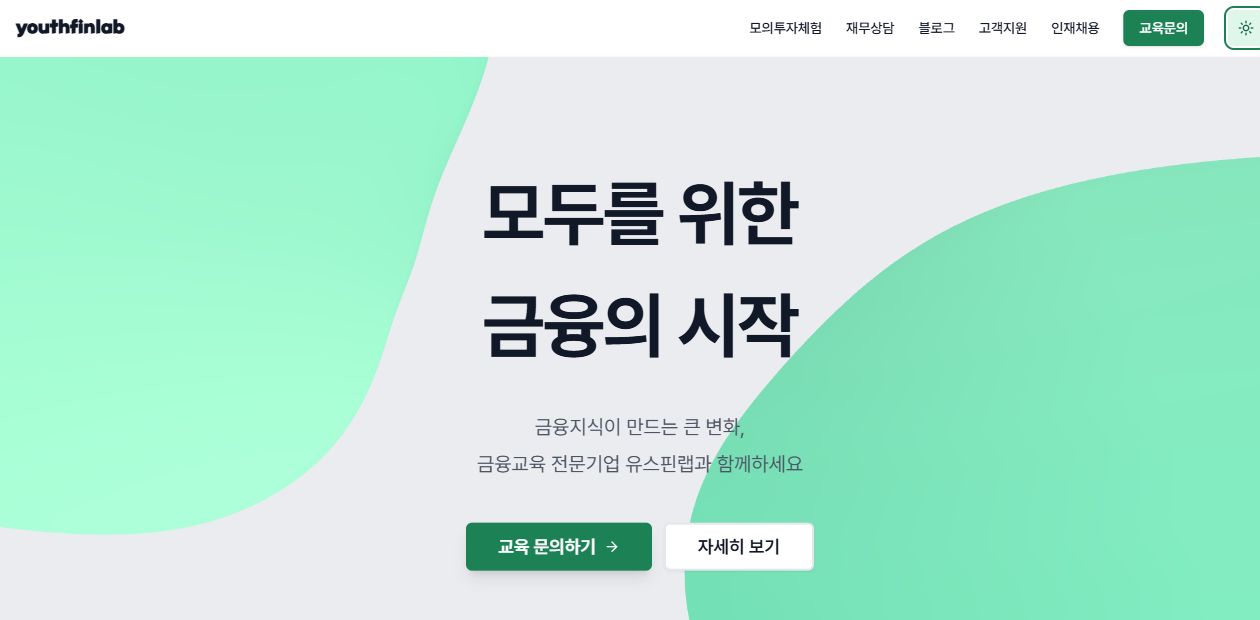 youthfinlab
모의투자체험 재무상담 블로그 고객지원 인재채용 교육문의
모두를 위한
금융의 시작
금융지식이 만드는 큰 변화,
금융교육 전문기업 유스핀랩과 함께하세요
교육 문의하기 →
자세히 보기